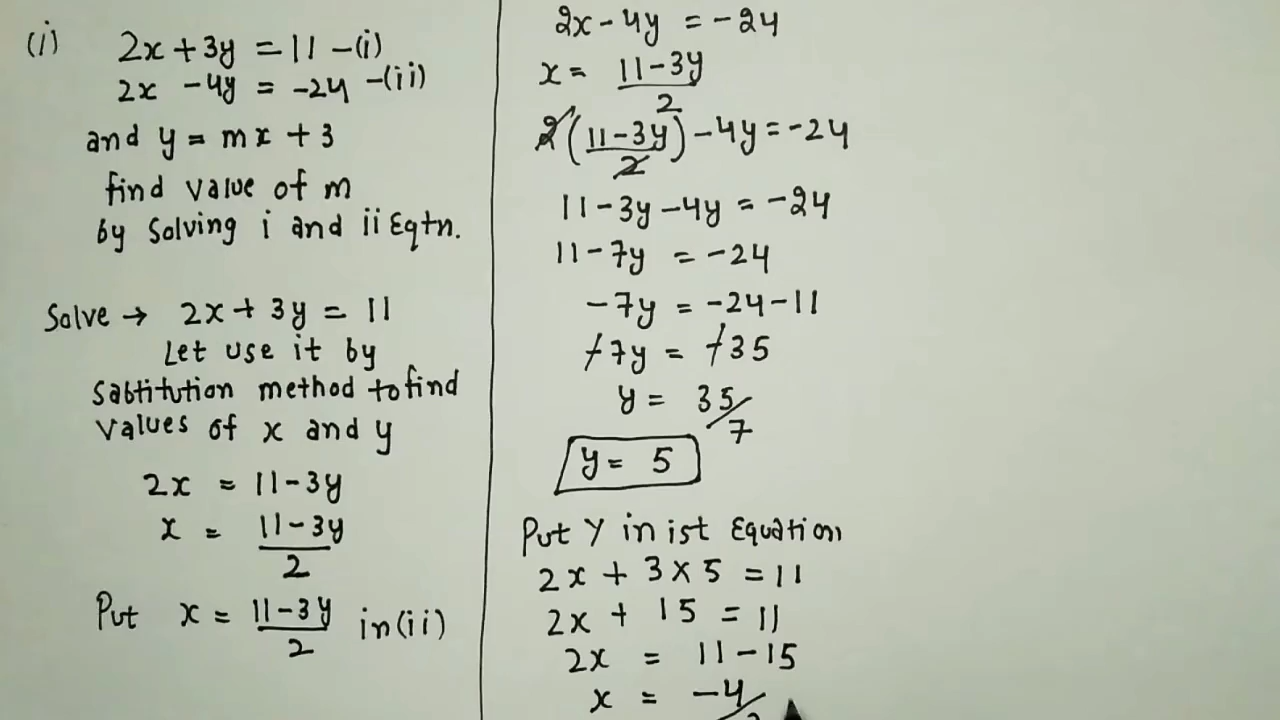 (i) 2x + 3y = 11 -(i)
2x - 4y = -24 -(ii)
and y = mx + 3
find value of m
by solving i and ii Eqtn.
Solve → 2x + 3y = 11
Let use it by
Sabtitution method to find
values of x and y
2x = 11-3y
x = 11-3y
2
Put x = 11-3y in (ii)
2
2x - 4y = -24
x = 11-3y
2
2(11-3y) - 4y = -24
2
11-3y-4y = -24
11-7y = -24
-7y = -24-11
-7y = -35
y = 35/7
y = 5
Put Y in ist Equation
2x + 3x5 = 11
2x + 15 = 11
2x = 11-15
x = -4/